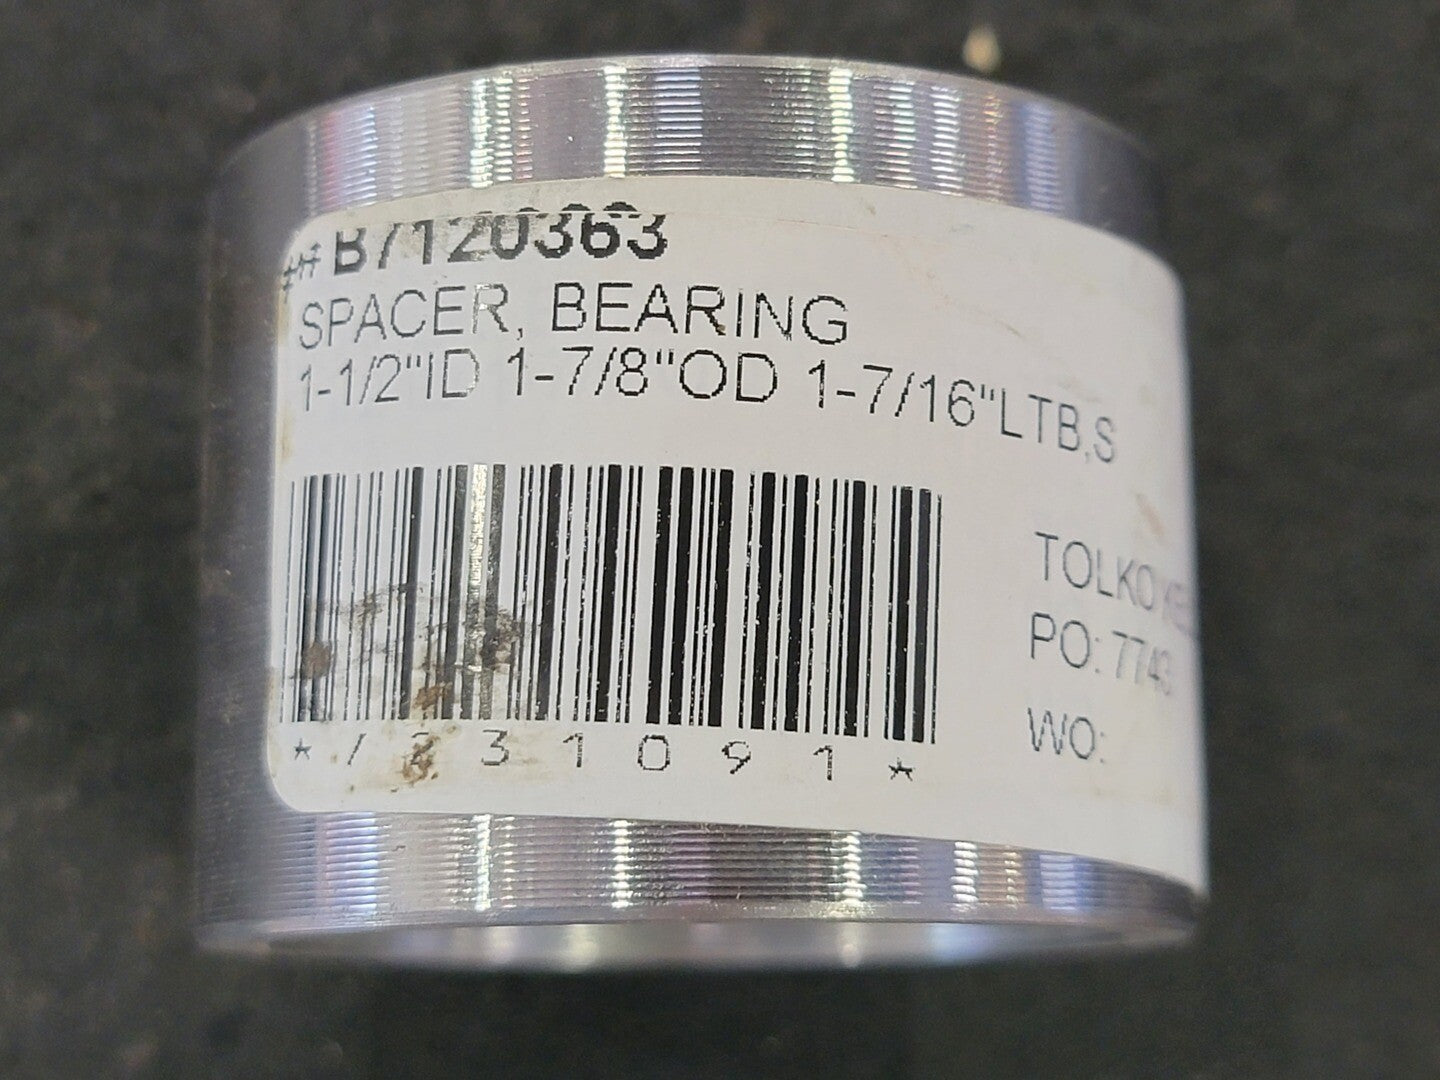 # B7120363
SPACER, BEARING
1-1/2"ID 1-7/8"OD 1-7/16"LTB,S
TOLKO
PO: 7743
WO:
*/231091*